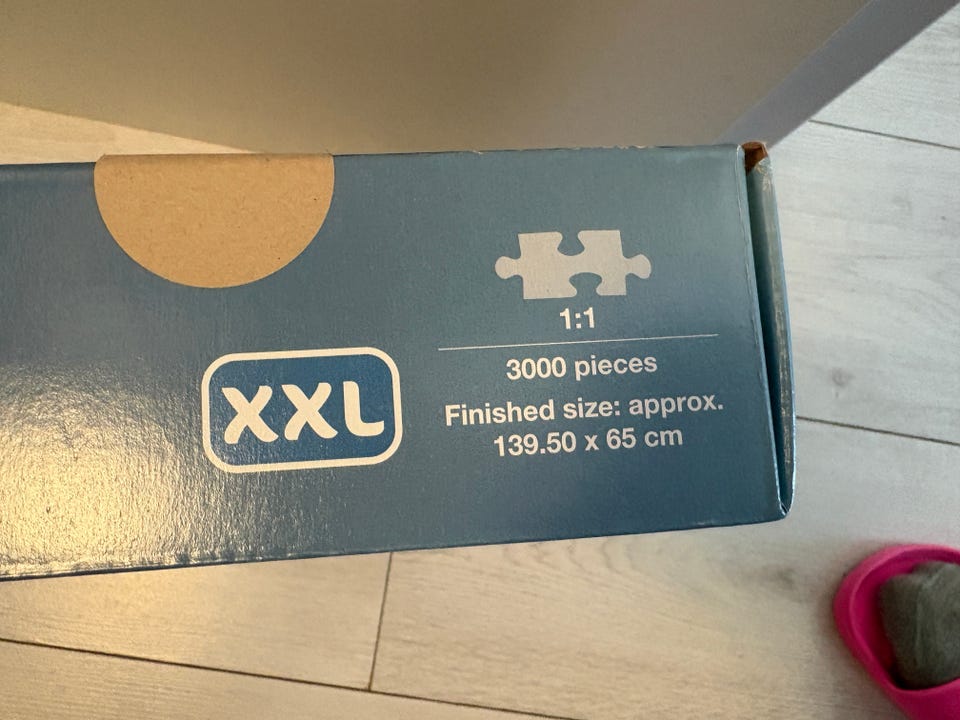 XXL
1:1
3000 pieces
Finished size: approx.
139.50 x 65 cm